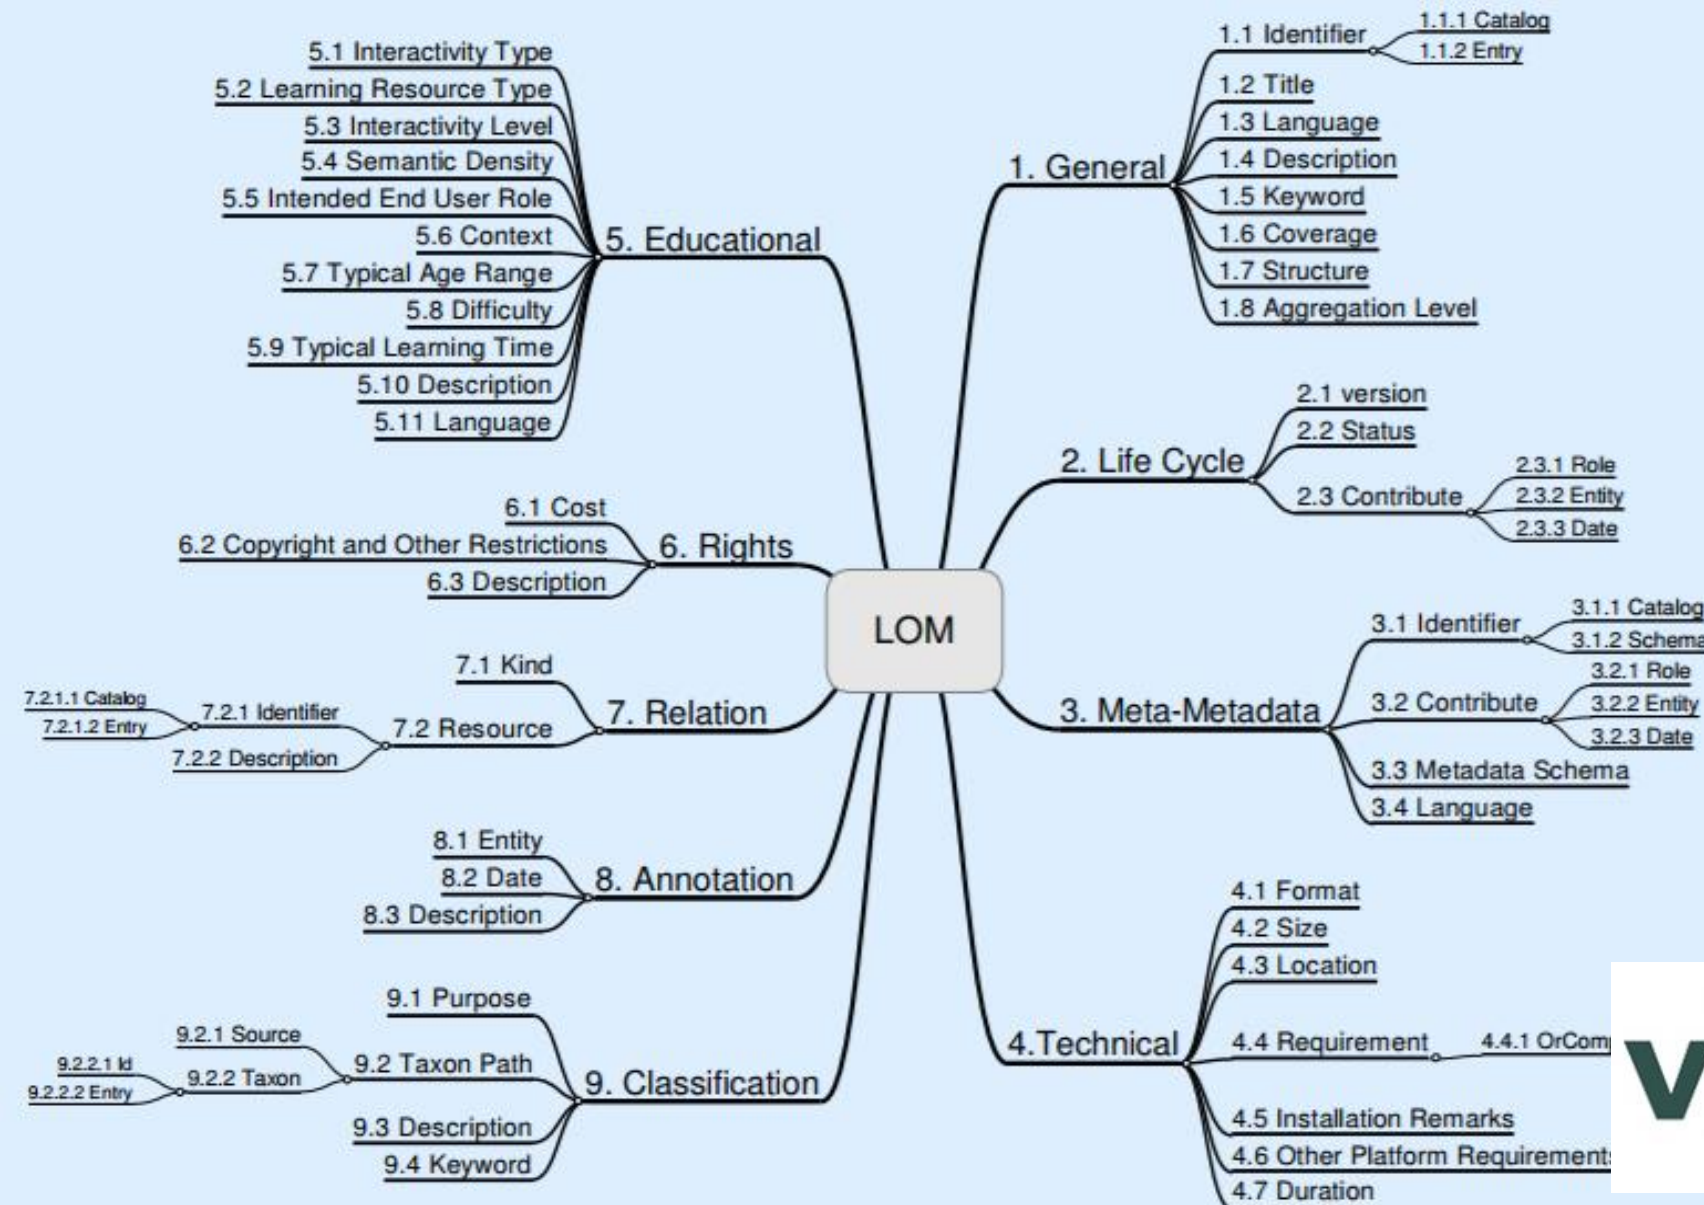 LOM
1. General
1.1 Identifier
1.1.1 Catalog
1.1.2 Entry
1.2 Title
1.3 Language
1.4 Description
1.5 Keyword
1.6 Coverage
1.7 Structure
1.8 Aggregation Level
2. Life Cycle
2.1 version
2.2 Status
2.3 Contribute
2.3.1 Role
2.3.2 Entity
2.3.3 Date
3. Meta-Metadata
3.1 Identifier
3.1.1 Catalog
3.1.2 Schema
3.2 Contribute
3.2.1 Role
3.2.2 Entity
3.2.3 Date
3.3 Metadata Schema
3.4 Language
4.Technical
4.1 Format
4.2 Size
4.3 Location
4.4 Requirement
4.4.1
4.5 Installation Remarks
4.6 Other Platform Requirements
4.7 Duration
5. Educational
5.1 Interactivity Type
5.2 Learning Resource Type
5.3 Interactivity Level
5.4 Semantic Density
5.5 Intended End User Role
5.6 Context
5.7 Typical Age Range
5.8 Difficulty
5.9 Typical Learning Time
5.10 Description
5.11 Language
6. Rights
6.1 Cost
6.2 Copyright and Other Restrictions
6.3 Description
7. Relation
7.1 Kind
7.2 Resource
7.2.1 Identifier
7.2.1.1 Catalog
7.2.1.2 Entry
7.2.2 Description
8. Annotation
8.1 Entity
8.2 Date
8.3 Description
9. Classification
9.1 Purpose
9.2 Taxon Path
9.2.1 Source
9.2.2 Taxon
9.2.2.1 Id
9.2.2.2 Entry
9.3 Description
9.4 Keyword